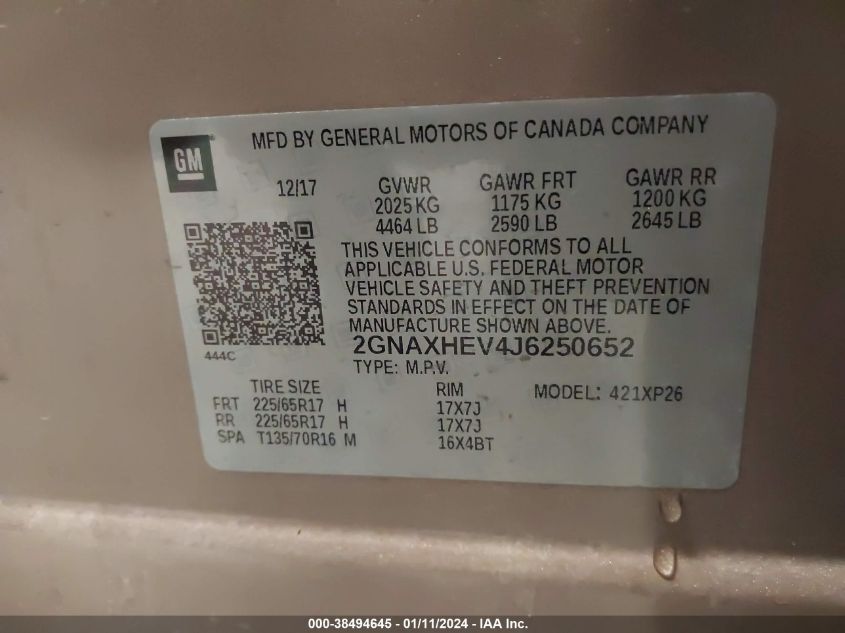 MFD BY GENERAL MOTORS OF CANADA COMPANY
GM
12/17 GVWR GAWR FRT GAWR RR
2025 KG 1175 KG 1200 KG
4464 LB 2590 LB 2645 LB
THIS VEHICLE CONFORMS TO ALL
APPLICABLE U.S. FEDERAL MOTOR
VEHICLE SAFETY AND THEFT PREVENTION
STANDARDS IN EFFECT ON THE DATE OF
MANUFACTURE SHOWN ABOVE.
444C
2GNAXHEV4J6250652
TYPE: M.P.V.
TIRE SIZE RIM MODEL: 421XP26
FRT 225/65R17 H 17X7J
RR 225/65R17 H 17X7J
SPA T135/70R16 M 16X4BT
000-38494645 - 01/11/2024 - IAA Inc.